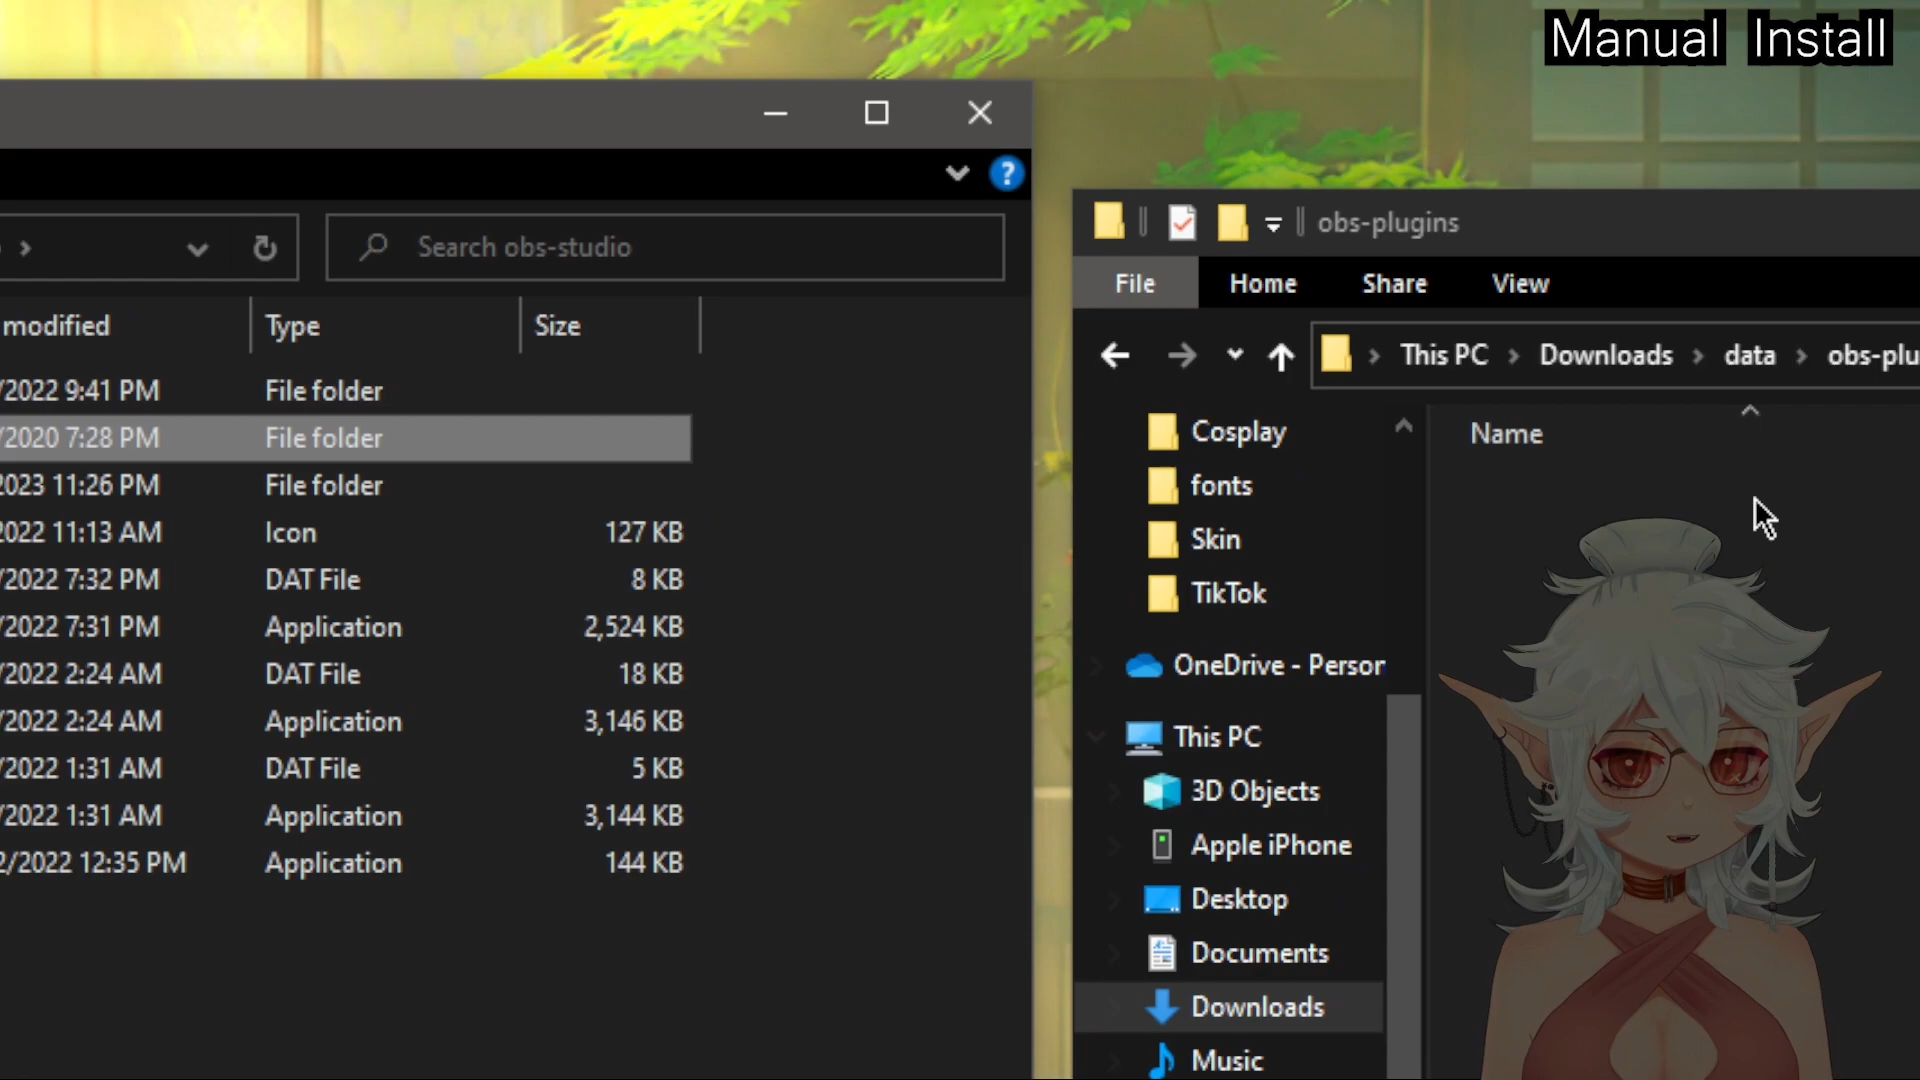 Manual Install
?
Search obs-studio
modified Type Size
/2022 9:41 PM File folder
/2020 7:28 PM File folder
2023 11:26 PM File folder
2022 11:13 AM Icon 127 KB
/2022 7:32 PM DAT File 8 KB
/2022 7:31 PM Application 2,524 KB
/2022 2:24 AM DAT File 18 KB
/2022 2:24 AM Application 3,146 KB
/2022 1:31 AM DAT File 5 KB
/2022 1:31 AM Application 3,144 KB
2/2022 12:35 PM Application 144 KB
obs-plugins
File Home Share View
This PC Downloads data obs-plu
Name
Cosplay
fonts
Skin
TikTok
OneDrive - Person
This PC
3D Objects
Apple iPhone
Desktop
Documents
Downloads
Music